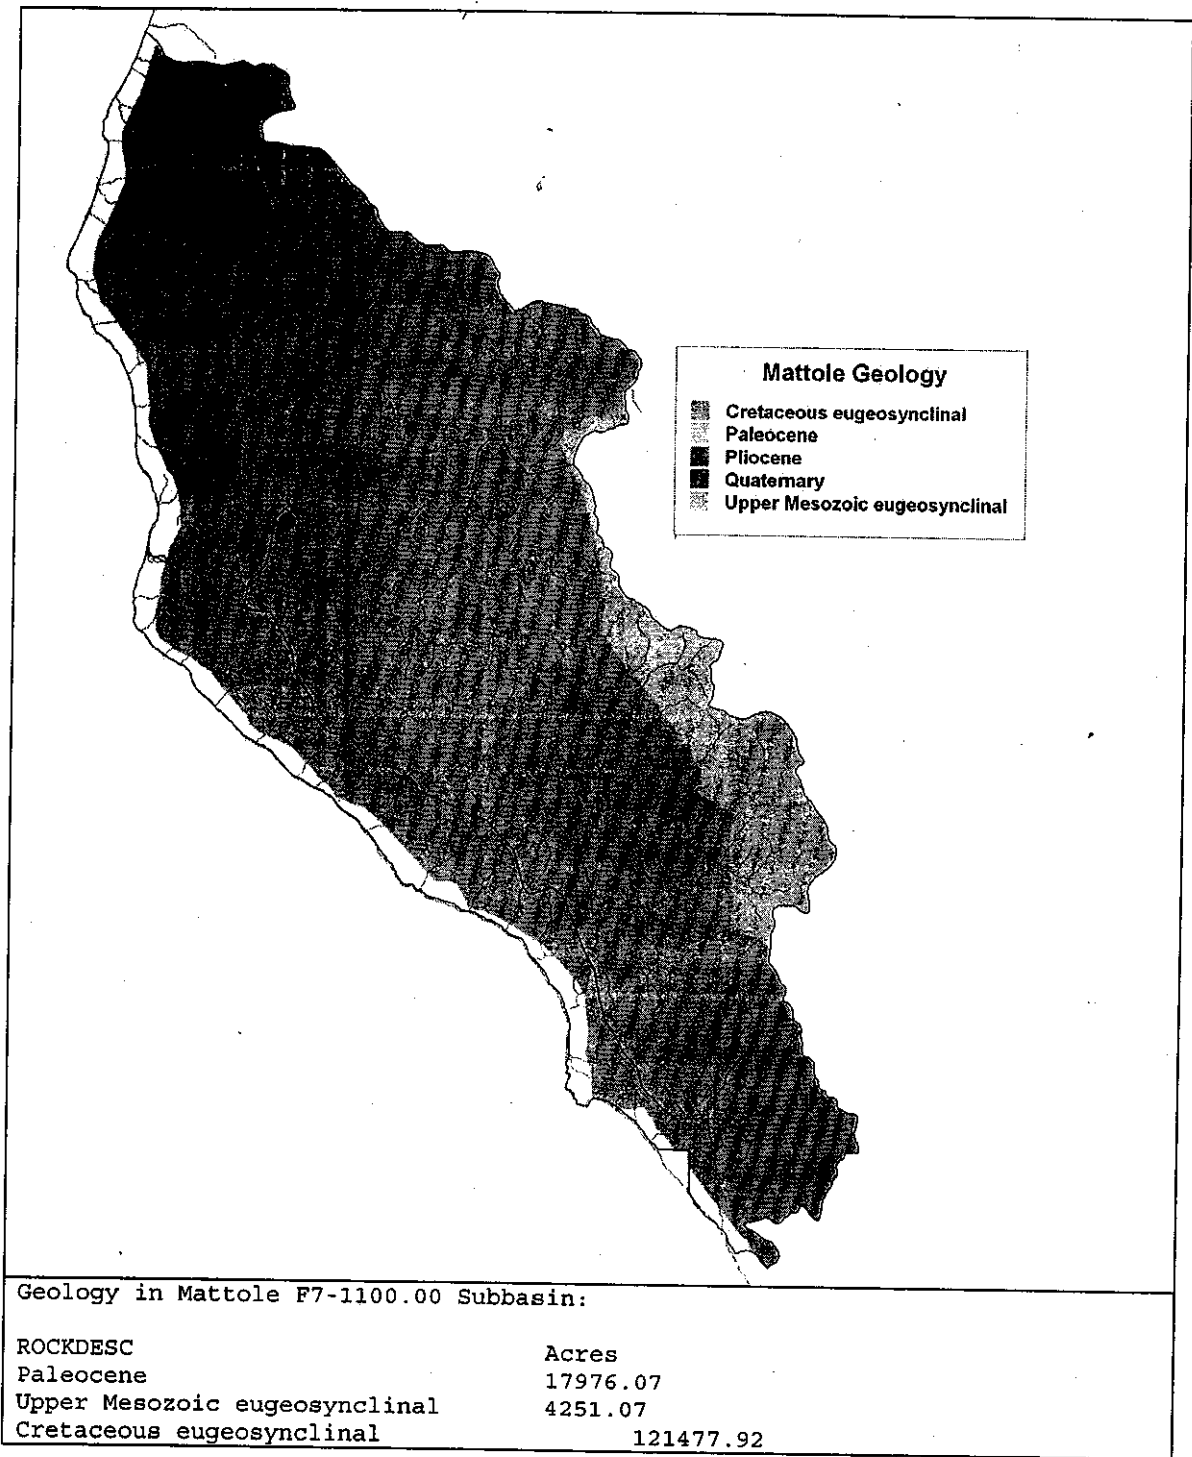 Mattole Geology
Cretaceous eugeosynclinal
Paleocene
Pliocene
Quaternary
Upper Mesozoic eugeosynclinal
Geology in Mattole F7-1100.00 Subbasin:
ROCKDESC Acres
Paleocene 17976.07
Upper Mesozoic eugeosynclinal 4251.07
Cretaceous eugeosynclinal 121477.92